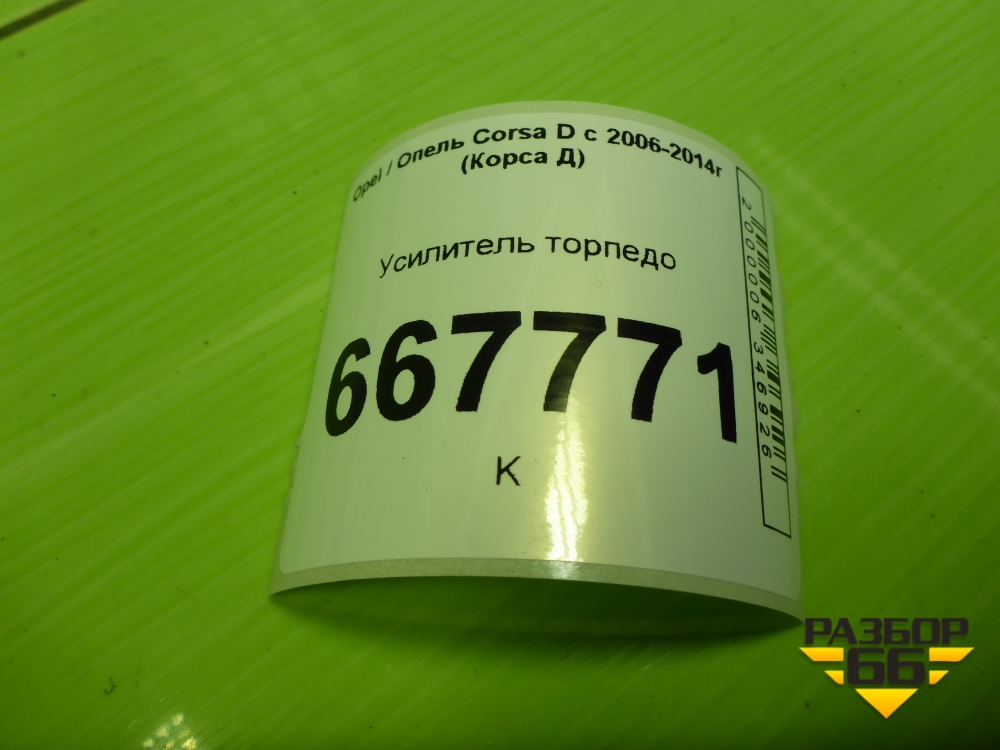 Opel / Опель Corsa D с 2006-2014г
(Корса Д)
Усилитель торпедо
667771
К
2000006346926
РАЗБОР
66